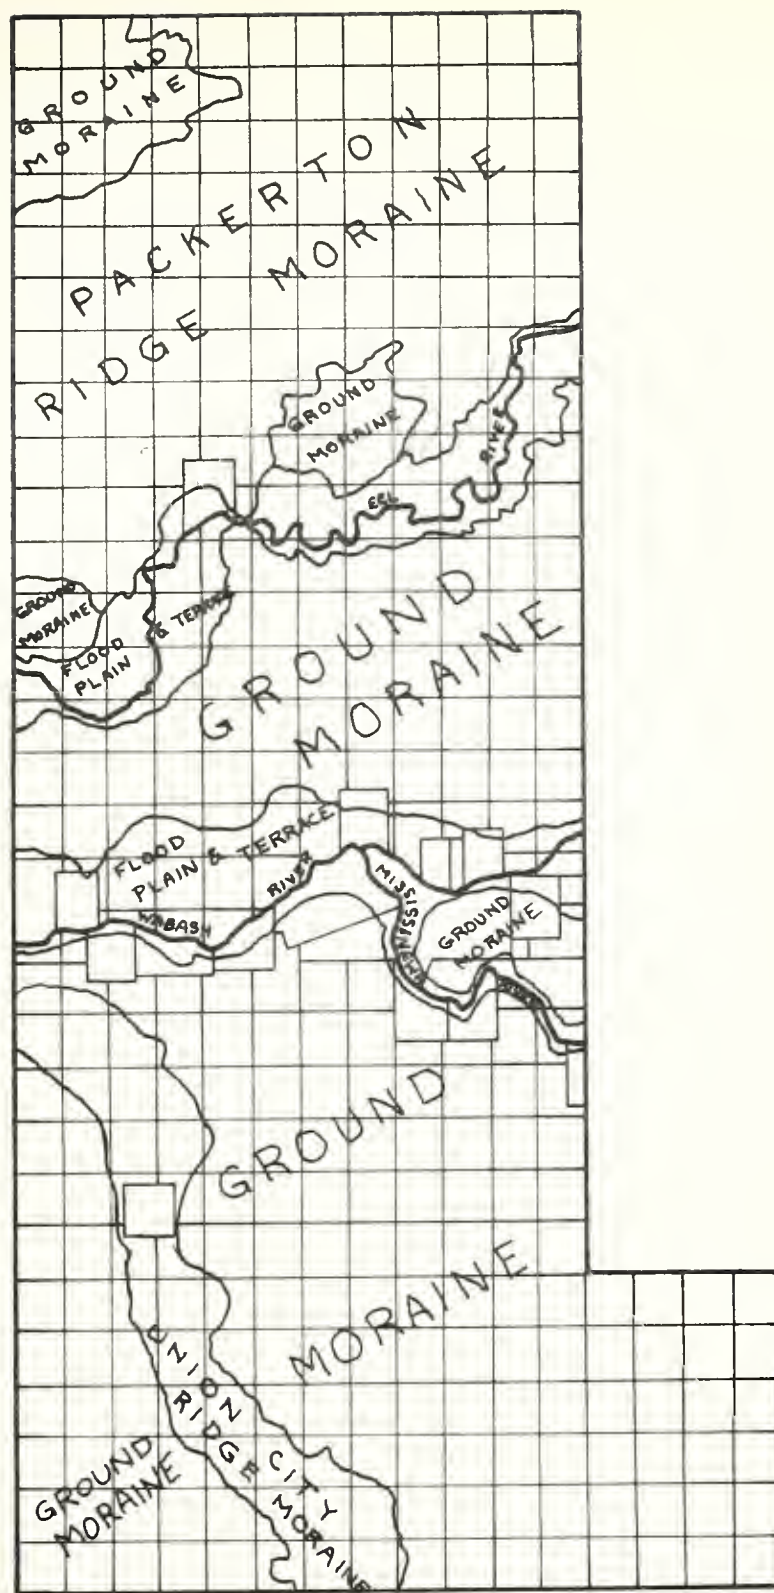 GROUND
MORAINE
PACKERTON
RIDGE MORAINE
GROUND
MORAINE
EEL
RIVER
GROUND
MORAINE
FLOOD
PLAIN
& TERRACE
GROUND
MORAINE
FLOOD
PLAIN & TERRACE
WABASH
RIVER
MISSISSINEWA
RIVER
GROUND
MORAINE
GROUND
MORAINE
UNION CITY
RIDGE MORAINE
GROUND
MORAINE